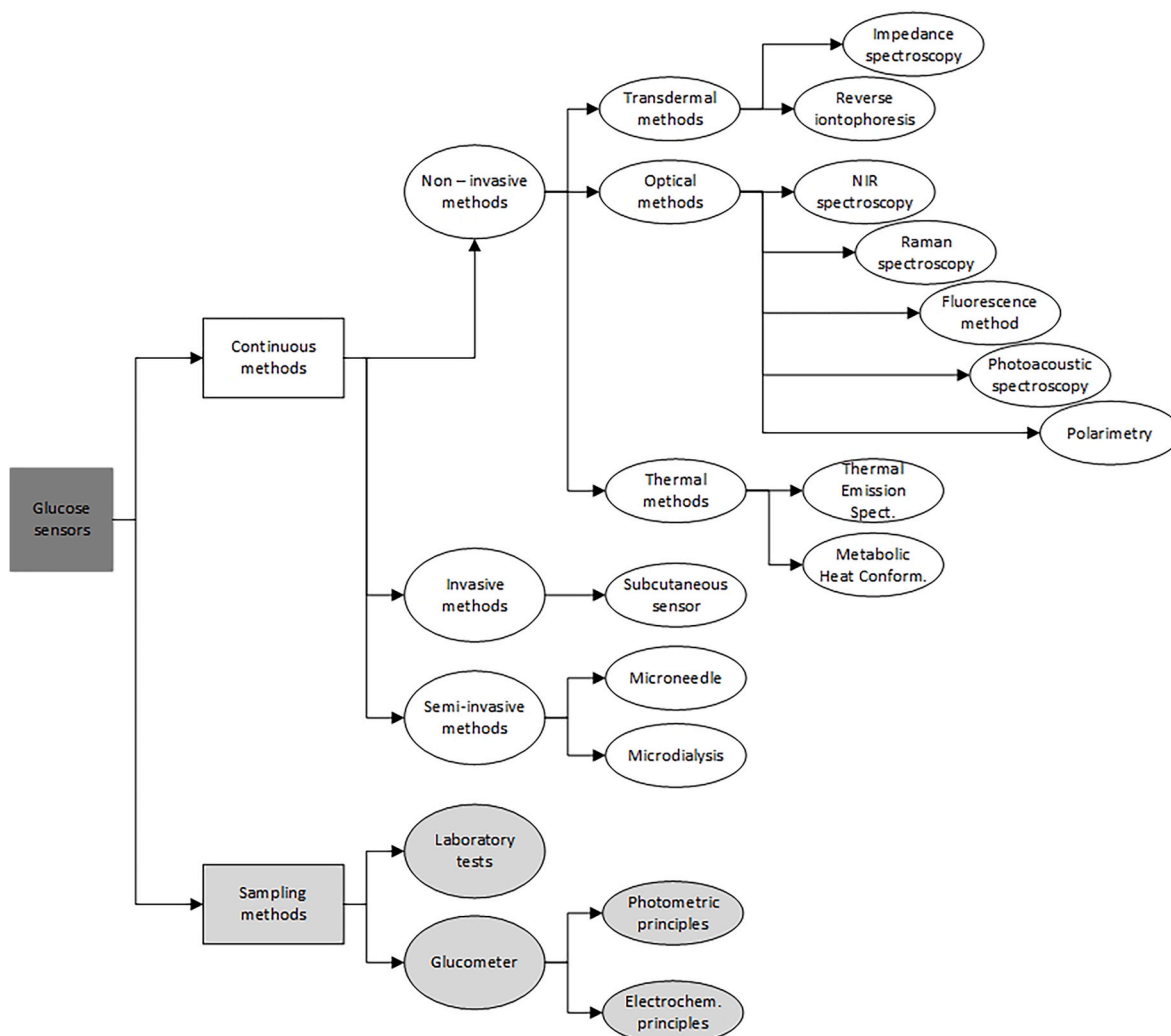 Impedance
spectroscopy
Transdermal
methods
Reverse
iontophoresis
Non – invasive
methods
Optical
methods
NIR
spectroscopy
Raman
spectroscopy
Fluorescence
method
Continuous
methods
Photoacoustic
spectroscopy
Polarimetry
Glucose
sensors
Thermal
methods
Thermal
Emission
Spect.
Metabolic
Heat Conform.
Invasive
methods
Subcutaneous
sensor
Microneedle
Semi-invasive
methods
Microdialysis
Laboratory
tests
Sampling
methods
Photometric
principles
Glucometer
Electrochem.
principles